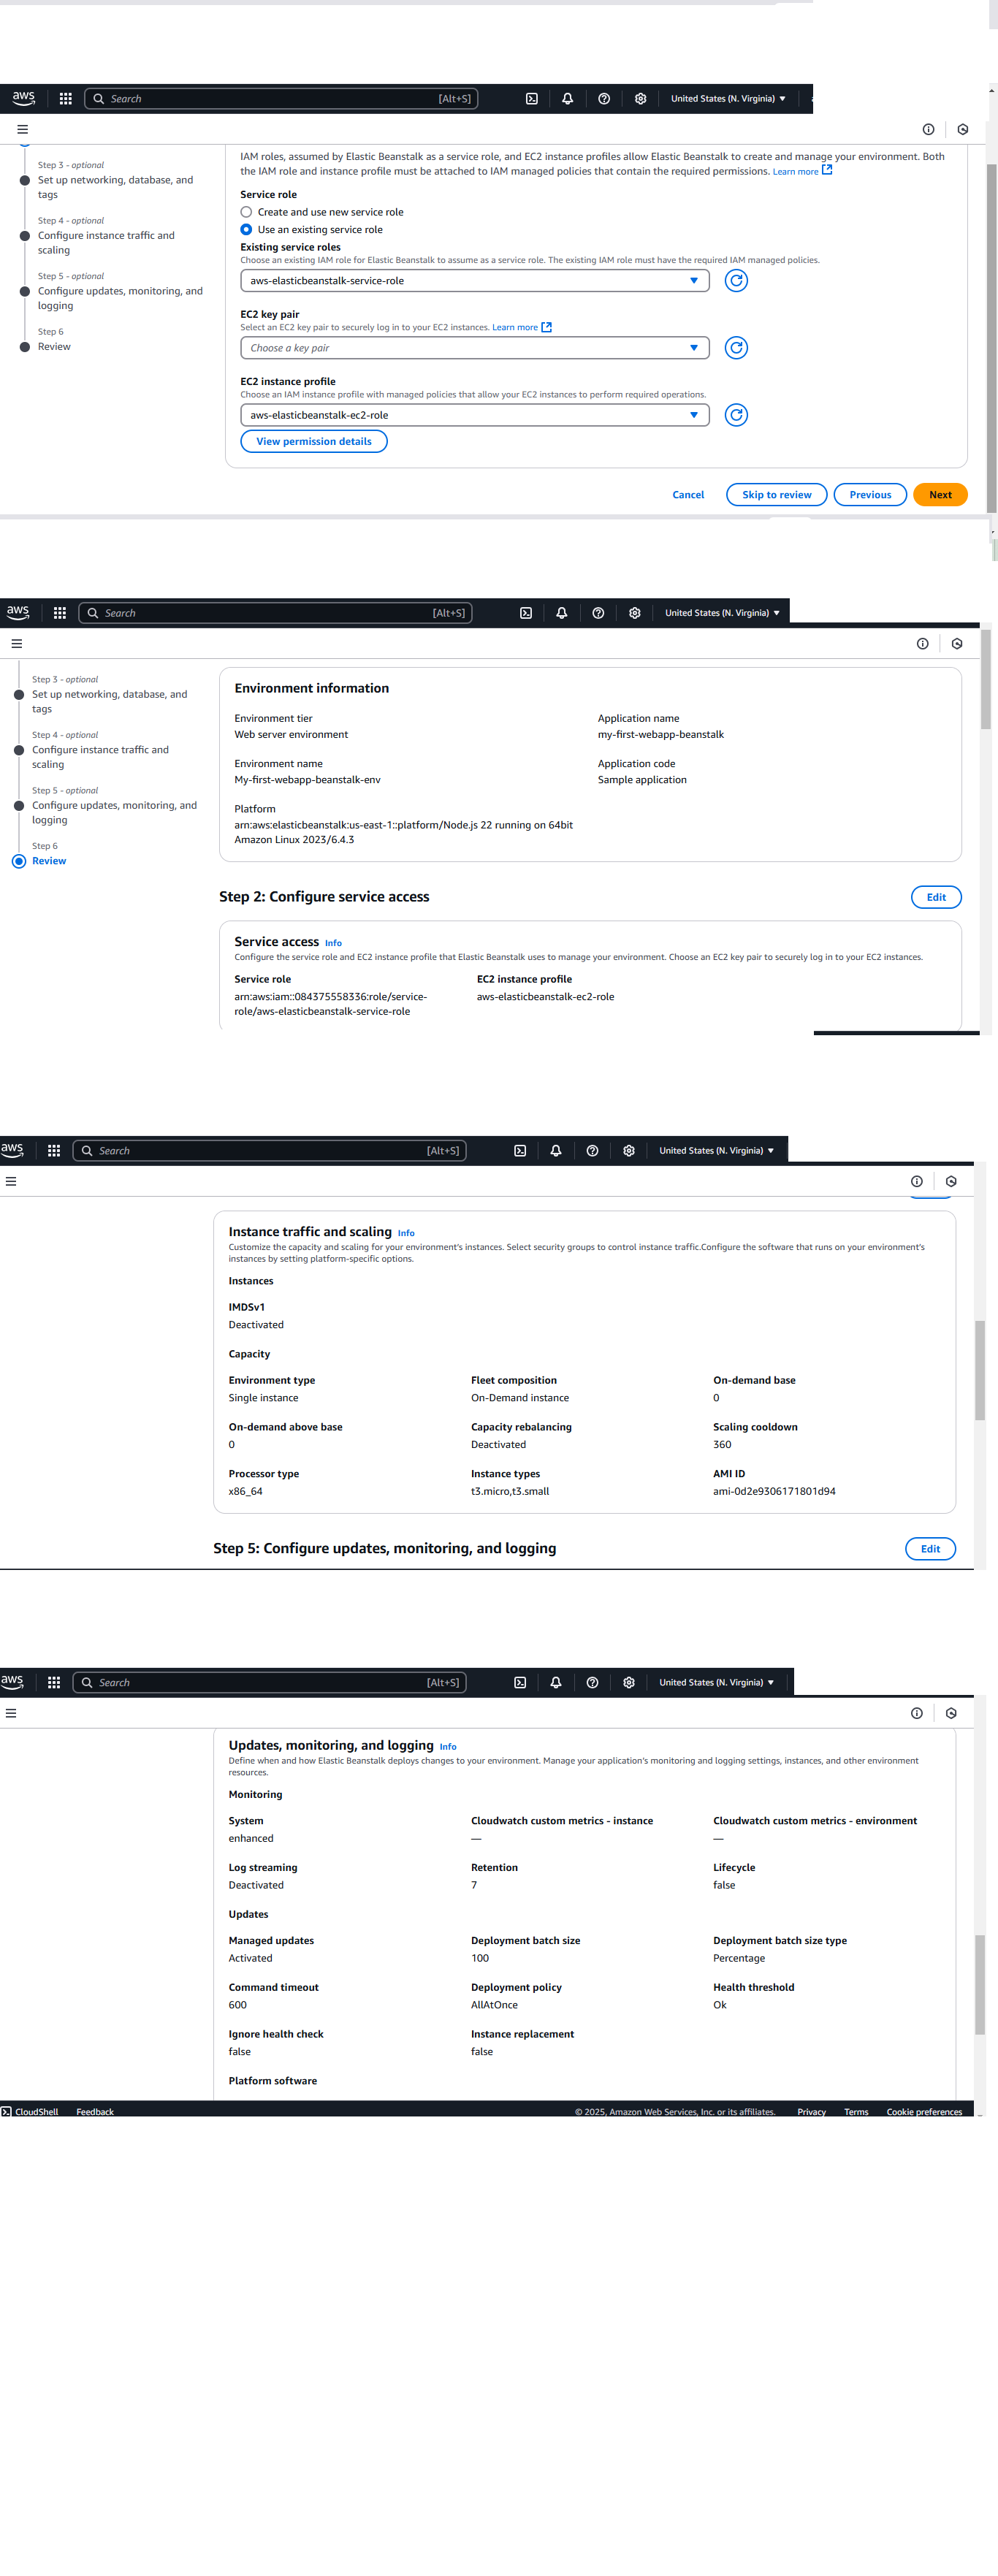 aws
Search
[Alt+S]
United States (N. Virginia)
Step 3 - optional
Set up networking, database, and
tags
Step 4 - optional
Configure instance traffic and
scaling
Step 5 - optional
Configure updates, monitoring, and
logging
Step 6
Review
IAM roles, assumed by Elastic Beanstalk as a service role, and EC2 instance profiles allow Elastic Beanstalk to create and manage your environment. Both
the IAM role and instance profile must be attached to IAM managed policies that contain the required permissions. Learn more
Service role
Create and use new service role
Use an existing service role
Existing service roles
Choose an existing IAM role for Elastic Beanstalk to assume as a service role. The existing IAM role must have the required IAM managed policies.
aws-elasticbeanstalk-service-role
EC2 key pair
Select an EC2 key pair to securely log in to your EC2 instances. Learn more
Choose a key pair
EC2 instance profile
Choose an IAM instance profile with managed policies that allow your EC2 instances to perform required operations.
aws-elasticbeanstalk-ec2-role
View permission details
Cancel
Skip to review
Previous
Next
aws
Search
[Alt+S]
United States (N. Virginia)
Step 3 - optional
Set up networking, database, and
tags
Step 4 - optional
Configure instance traffic and
scaling
Step 5 - optional
Configure updates, monitoring, and
logging
Step 6
Review
Environment information
Environment tier
Web server environment
Application name
my-first-webapp-beanstalk
Environment name
My-first-webapp-beanstalk-env
Application code
Sample application
Platform
arn:aws:elasticbeanstalk:us-east-1::platform/Node.js 22 running on 64bit
Amazon Linux 2023/6.4.3
Step 2: Configure service access
Edit
Service access Info
Configure the service role and EC2 instance profile that Elastic Beanstalk uses to manage your environment. Choose an EC2 key pair to securely log in to your EC2 instances.
Service role
arn:aws:iam::084375558336:role/service-
role/aws-elasticbeanstalk-service-role
EC2 instance profile
aws-elasticbeanstalk-ec2-role
aws
Search
[Alt+S]
United States (N. Virginia)
Instance traffic and scaling Info
Customize the capacity and scaling for your environment's instances. Select security groups to control instance traffic.Configure the software that runs on your environment's
instances by setting platform-specific options.
Instances
IMDSv1
Deactivated
Capacity
Environment type
Single instance
Fleet composition
On-Demand instance
On-demand base
0
On-demand above base
0
Capacity rebalancing
Deactivated
Scaling cooldown
360
Processor type
x86_64
Instance types
t3.micro,t3.small
AMI ID
ami-0d2e9306171801d94
Step 5: Configure updates, monitoring, and logging
Edit
aws
Search
[Alt+S]
United States (N. Virginia)
Updates, monitoring, and logging Info
Define when and how Elastic Beanstalk deploys changes to your environment. Manage your application's monitoring and logging settings, instances, and other environment
resources.
Monitoring
System
enhanced
Cloudwatch custom metrics - instance
—
Cloudwatch custom metrics - environment
—
Log streaming
Deactivated
Retention
7
Lifecycle
false
Updates
Managed updates
Activated
Deployment batch size
100
Deployment batch size type
Percentage
Command timeout
600
Deployment policy
AllAtOnce
Health threshold
Ok
Ignore health check
false
Instance replacement
false
Platform software
CloudShell
Feedback
© 2025, Amazon Web Services, Inc. or its affiliates.
Privacy
Terms
Cookie preferences